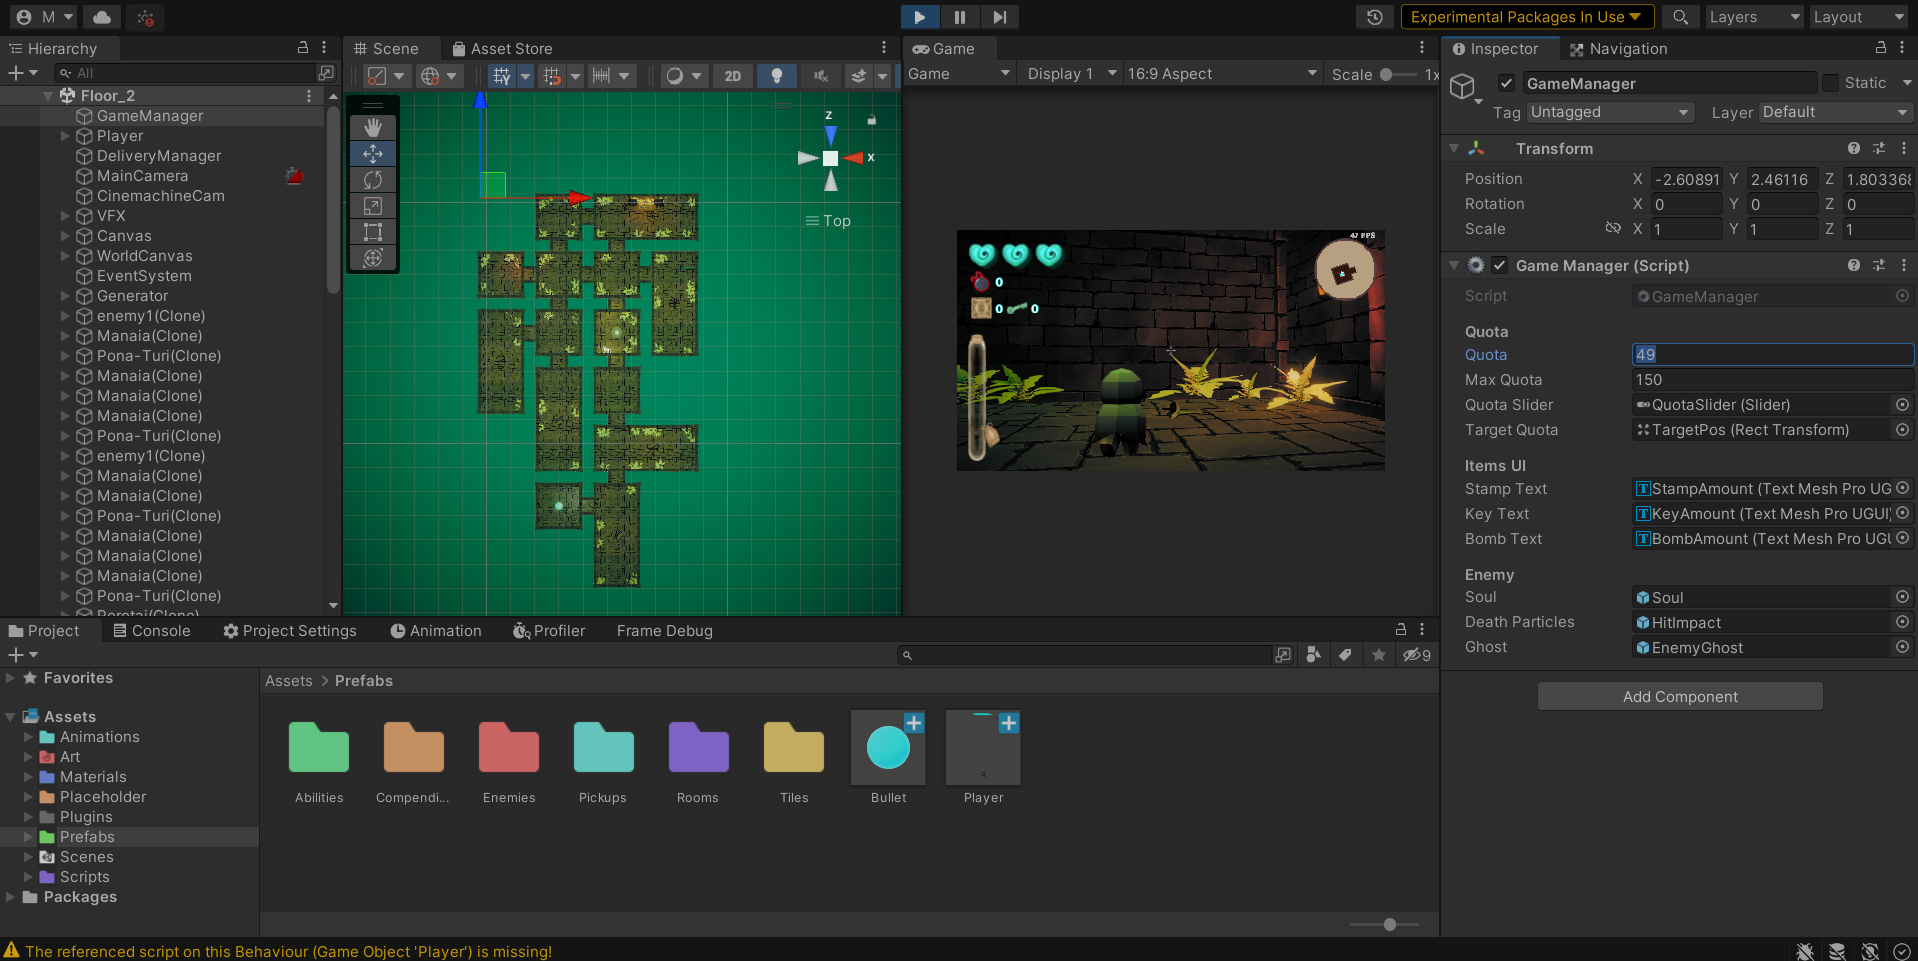 M
Experimental Packages In Use
Layers
Layout
Hierarchy
All
Floor_2
GameManager
Player
DeliveryManager
MainCamera
CinemachineCam
VFX
Canvas
WorldCanvas
EventSystem
Generator
enemy1(Clone)
Manaia(Clone)
Pona-Turi(Clone)
Manaia(Clone)
Manaia(Clone)
Manaia(Clone)
Pona-Turi(Clone)
enemy1(Clone)
Manaia(Clone)
Manaia(Clone)
Pona-Turi(Clone)
Manaia(Clone)
Manaia(Clone)
Manaia(Clone)
Pona-Turi(Clone)
Scene
Asset Store
2D
z
x
Top
Game
Game
Display 1
16:9 Aspect
Scale
1x
47 FPS
0
0
0
Inspector
Navigation
GameManager
Static
Tag
Untagged
Layer
Default
Transform
Position
X
-2.60891
Y
2.46116
Z
1.803368
Rotation
X
0
Y
0
Z
0
Scale
X
1
Y
1
Z
1
Game Manager (Script)
Script
GameManager
Quota
Quota
49
Max Quota
150
Quota Slider
QuotaSlider (Slider)
Target Quota
TargetPos (Rect Transform)
Items UI
Stamp Text
StampAmount (Text Mesh Pro UG
Key Text
KeyAmount (Text Mesh Pro UGUI)
Bomb Text
BombAmount (Text Mesh Pro UGU
Enemy
Soul
Soul
Death Particles
HitImpact
Ghost
EnemyGhost
Add Component
Project
Console
Project Settings
Animation
Profiler
Frame Debug
9
Favorites
Assets
Animations
Art
Materials
Placeholder
Plugins
Prefabs
Scenes
Scripts
Packages
Assets > Prefabs
Abilities
Compendi...
Enemies
Pickups
Rooms
Tiles
Bullet
Player
The referenced script on this Behaviour (Game Object 'Player') is missing!